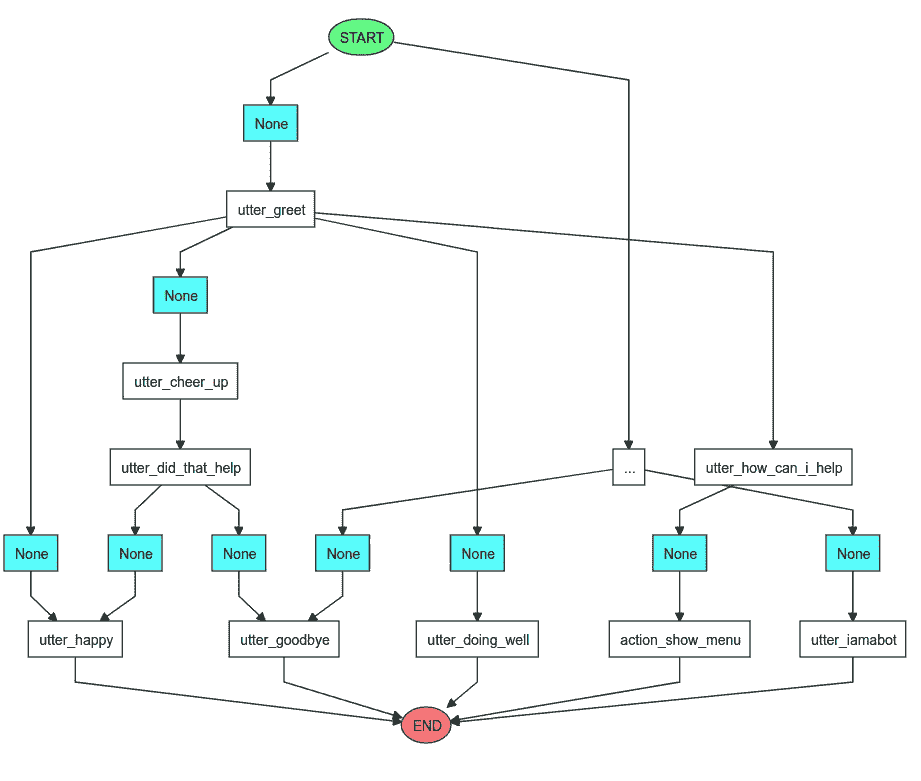 START
None
utter_greet
None
utter_cheer_up
utter_did_that_help
...
utter_how_can_i_help
None
None
None
None
None
None
None
utter_happy
utter_goodbye
utter_doing_well
action_show_menu
utter_iamabot
END